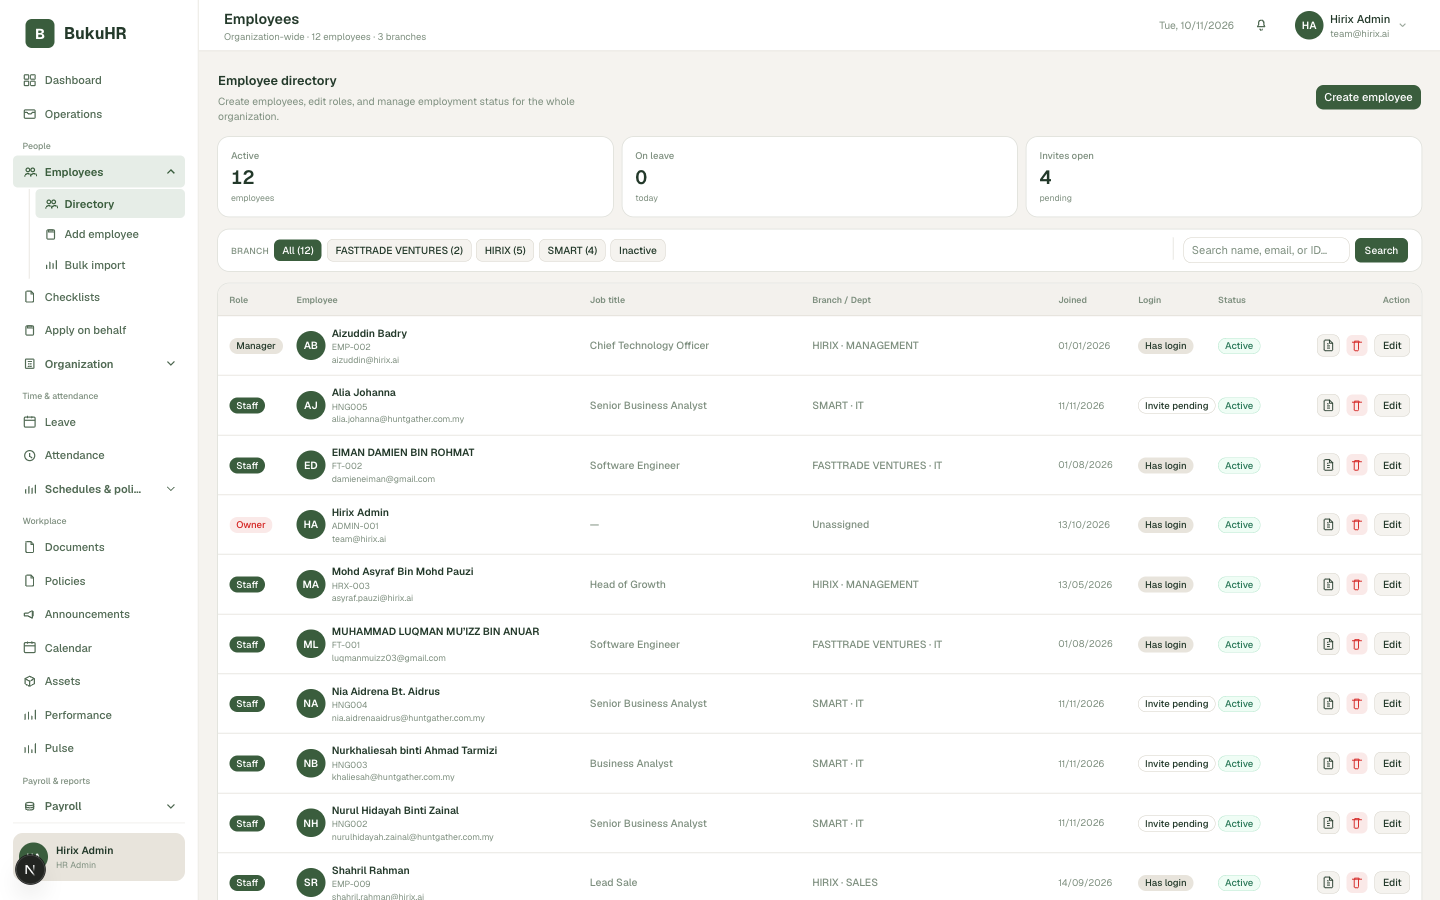 B BukuHR
Dashboard
Operations
People
Employees
Directory
Add employee
Bulk import
Checklists
Apply on behalf
Organization
Time & attendance
Leave
Attendance
Schedules & poli...
Workplace
Documents
Policies
Announcements
Calendar
Assets
Performance
Pulse
Payroll & reports
Payroll
Hirix Admin
HR Admin
N
Employees
Organization-wide · 12 employees · 3 branches
Tue, 10/11/2026
HA
Hirix Admin
team@hirix.ai
Employee directory
Create employees, edit roles, and manage employment status for the whole
organization.
Create employee
Active
12
employees
On leave
0
today
Invites open
4
pending
BRANCH All (12) FASTTRADE VENTURES (2) HIRIX (5) SMART (4) Inactive
Search name, email, or ID... Search
Role Employee Job title Branch / Dept Joined Login Status Action
Manager AB Aizuddin Badry
EMP-002
aizuddin@hirix.ai
Chief Technology Officer HIRIX · MANAGEMENT 01/01/2026 Has login Active Edit
Staff AJ Alia Johanna
HNG005
alia.johanna@huntgather.com.my
Senior Business Analyst SMART · IT 11/11/2026 Invite pending Active Edit
Staff ED EIMAN DAMIEN BIN ROHMAT
FT-002
damieneiman@gmail.com
Software Engineer FASTTRADE VENTURES · IT 01/08/2026 Has login Active Edit
Owner HA Hirix Admin
ADMIN-001
team@hirix.ai
— Unassigned 13/10/2026 Has login Active Edit
Staff MA Mohd Asyraf Bin Mohd Pauzi
HRX-003
asyraf.pauzi@hirix.ai
Head of Growth HIRIX · MANAGEMENT 13/05/2026 Has login Active Edit
Staff ML MUHAMMAD LUQMAN MU'IZZ BIN ANUAR
FT-001
luqmanmuizz03@gmail.com
Software Engineer FASTTRADE VENTURES · IT 01/08/2026 Has login Active Edit
Staff NA Nia Aidrena Bt. Aidrus
HNG004
nia.aidrenaaidrus@huntgather.com.my
Senior Business Analyst SMART · IT 11/11/2026 Invite pending Active Edit
Staff NB Nurkhaliesah binti Ahmad Tarmizi
HNG003
khaliesah@huntgather.com.my
Business Analyst SMART · IT 11/11/2026 Invite pending Active Edit
Staff NH Nurul Hidayah Binti Zainal
HNG002
nurulhidayah.zainal@huntgather.com.my
Senior Business Analyst SMART · IT 11/11/2026 Invite pending Active Edit
Staff SR Shahril Rahman
EMP-009
shahril.rahman@hirix.ai
Lead Sale HIRIX · SALES 14/09/2026 Has login Active Edit